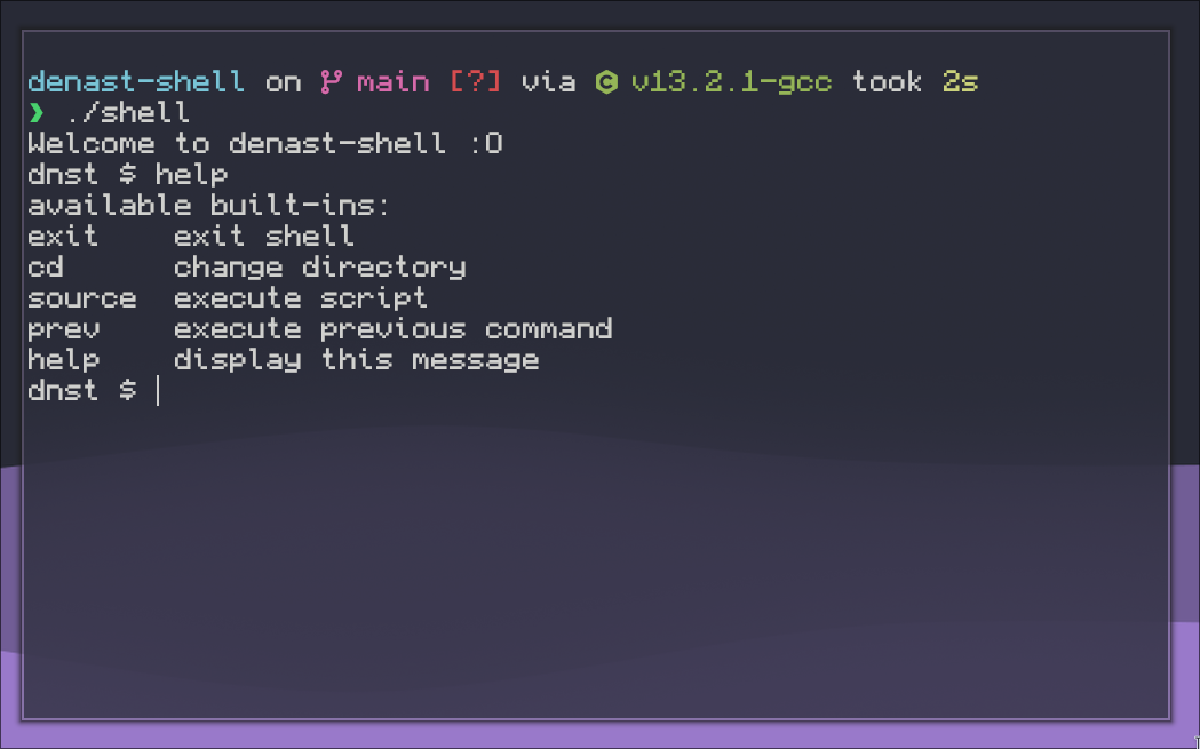 denast-shell on main [?] via C v13.2.1-gcc took 2s
❯ ./shell
Welcome to denast-shell :O
dnst $ help
available built-ins:
exit    exit shell
cd      change directory
source  execute script
prev    execute previous command
help    display this message
dnst $